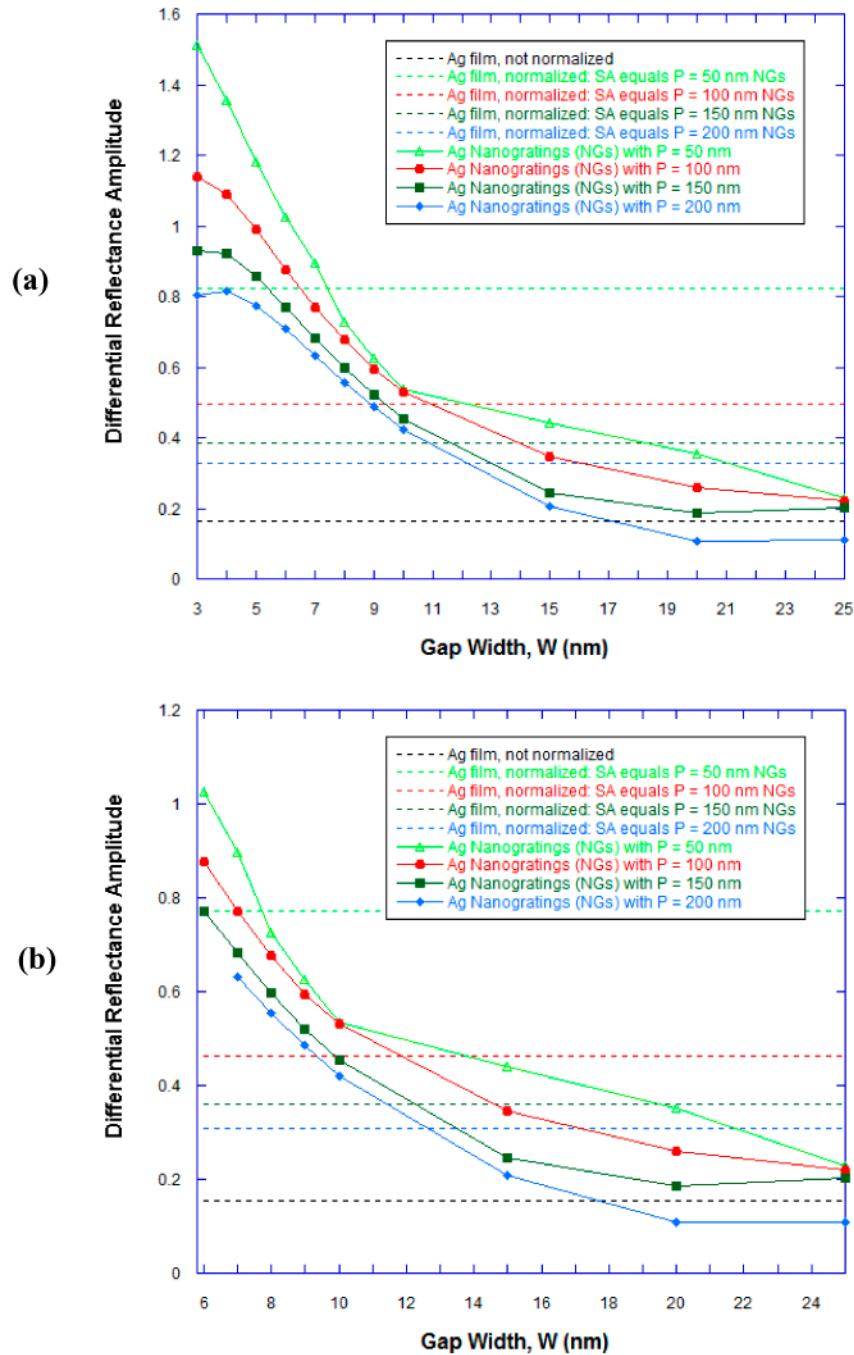 (a)
Differential Reflectance Amplitude
1.6
1.4
1.2
1
0.8
0.6
0.4
0.2
0
Ag film, not normalized
Ag film, normalized: SA equals P = 50 nm NGs
Ag film, normalized: SA equals P = 100 nm NGs
Ag film, normalized: SA equals P = 150 nm NGs
Ag film, normalized: SA equals P = 200 nm NGs
Ag Nanogratings (NGs) with P = 50 nm
Ag Nanogratings (NGs) with P = 100 nm
Ag Nanogratings (NGs) with P = 150 nm
Ag Nanogratings (NGs) with P = 200 nm
3 5 7 9 11 13 15 17 19 21 23 25
Gap Width, W (nm)
(b)
Differential Reflectance Amplitude
1.2
1
0.8
0.6
0.4
0.2
0
Ag film, not normalized
Ag film, normalized: SA equals P = 50 nm NGs
Ag film, normalized: SA equals P = 100 nm NGs
Ag film, normalized: SA equals P = 150 nm NGs
Ag film, normalized: SA equals P = 200 nm NGs
Ag Nanogratings (NGs) with P = 50 nm
Ag Nanogratings (NGs) with P = 100 nm
Ag Nanogratings (NGs) with P = 150 nm
Ag Nanogratings (NGs) with P = 200 nm
6 8 10 12 14 16 18 20 22 24
Gap Width, W (nm)